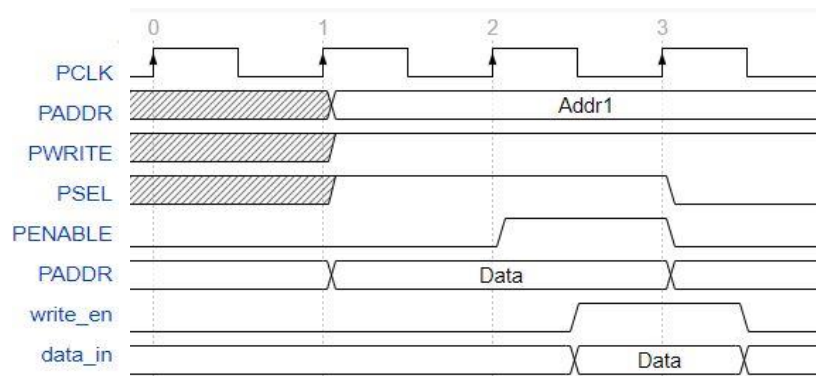 0 1 2 3
PCLK
PADDR Addr1
PWRITE
PSEL
PENABLE
PADDR Data
write_en
data_in Data